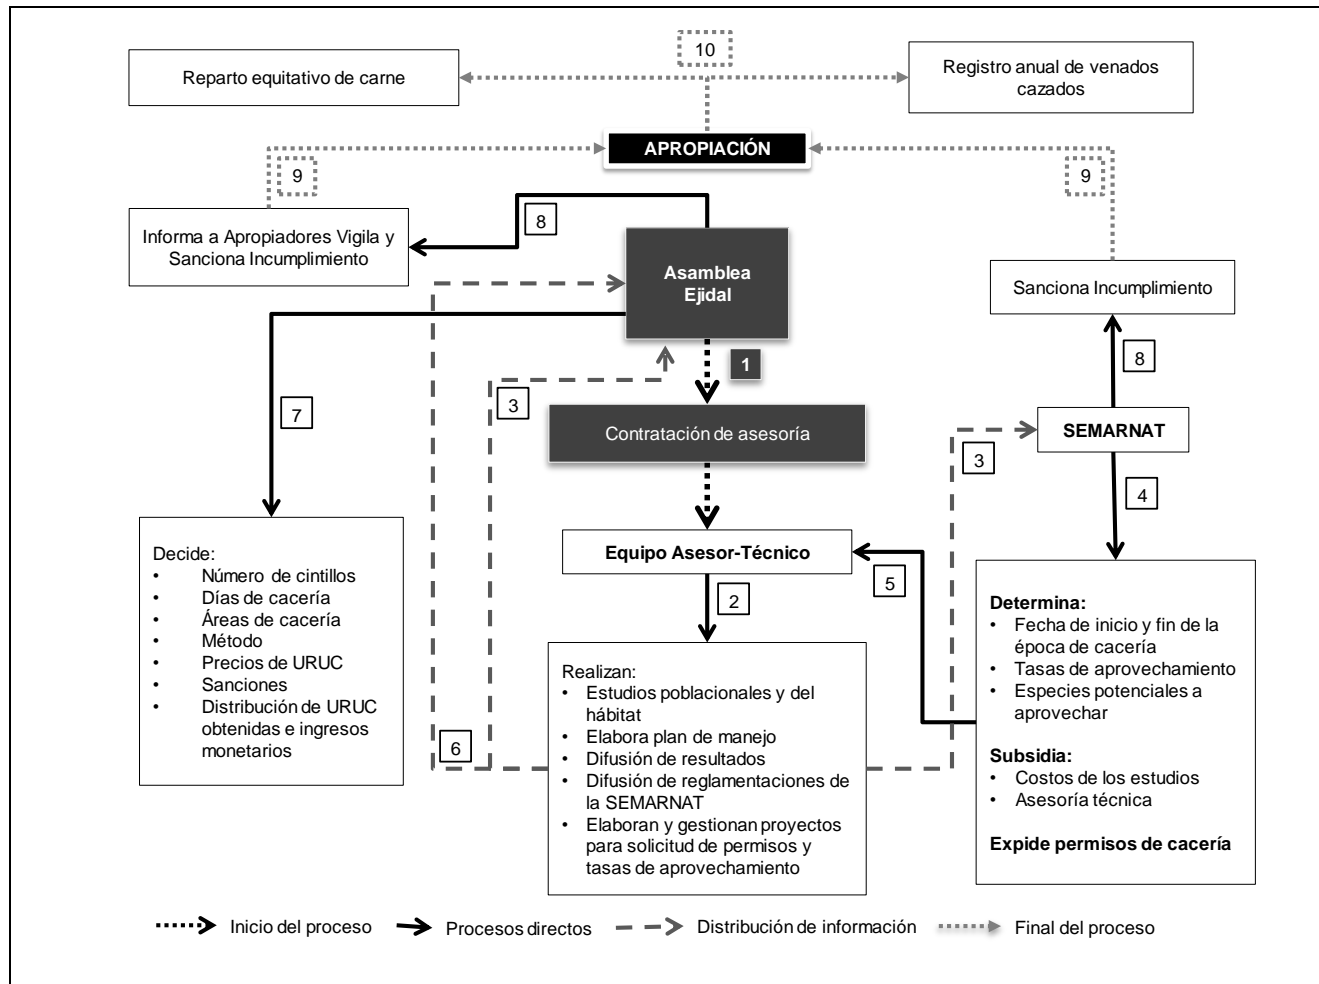 10
Reparto equitativo de carne
Registro anual de venados
cazados
APROPIACIÓN
9
9
Informa a Apropiadores Vigila y
Sanciona Incumplimiento
8
Asamblea
Ejidal
Sanciona Incumplimiento
1
8
3
7
Contratación de asesoría
SEMARNAT
3
4
Decide:
• Número de cintillos
• Días de cacería
• Áreas de cacería
• Método
• Precios de URUC
• Sanciones
• Distribución de URUC
obtenidas e ingresos
monetarios
Equipo Asesor-Técnico
5
2
6
Realizan:
• Estudios poblacionales y del
hábitat
• Elabora plan de manejo
• Difusión de resultados
• Difusión de reglamentaciones de
la SEMARNAT
• Elaboran y gestionan proyectos
para solicitud de permisos y
tasas de aprovechamiento
Determina:
• Fecha de inicio y fin de la
época de cacería
• Tasas de aprovechamiento
• Especies potenciales a
aprovechar
Subsidia:
• Costos de los estudios
• Asesoría técnica
Expide permisos de cacería
Inicio del proceso
Procesos directos
Distribución de información
Final del proceso